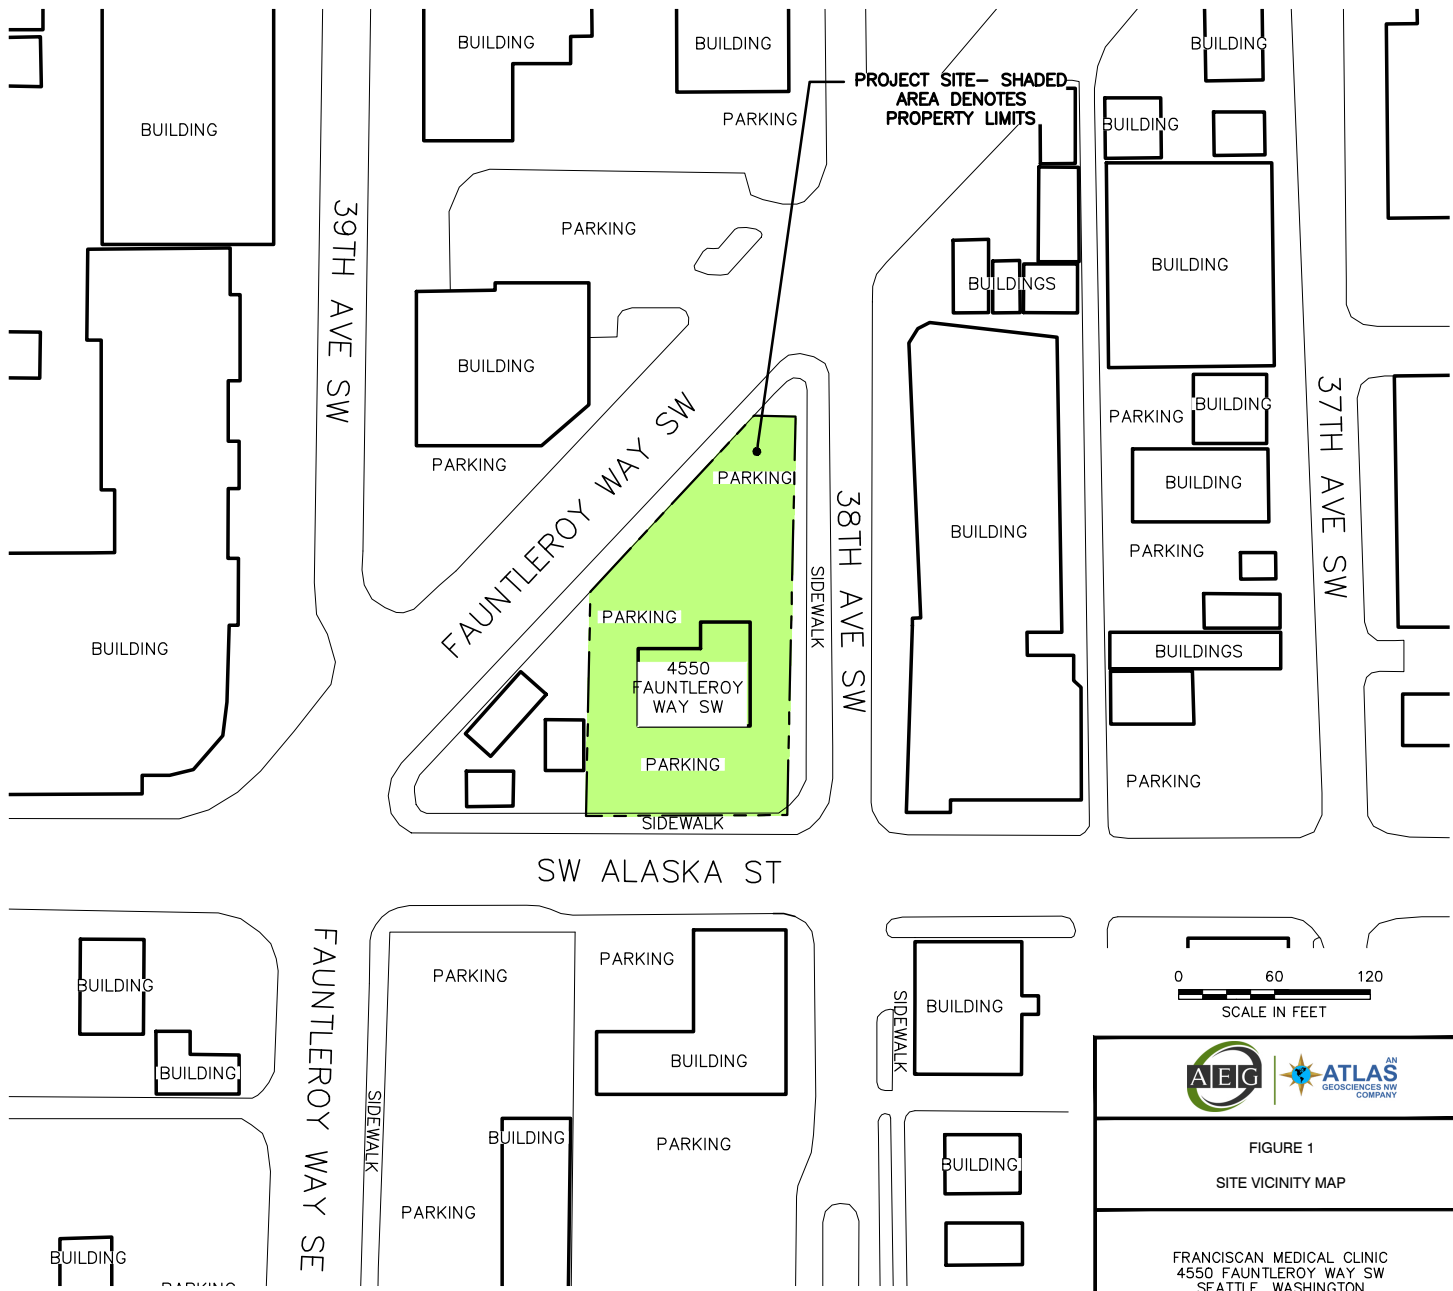 BUILDING
BUILDING
BUILDING
PROJECT SITE— SHADED
AREA DENOTES
PROPERTY LIMITS
PARKING
BUILDING
BUILDING
39TH AVE SW
PARKING
BUILDING
BUILDINGS
BUILDING
PARKING
FAUNTLEROY WAY SW
PARKING
38TH AVE SW
37TH AVE SW
PARKING
BUILDING
BUILDING
BUILDING
PARKING
SIDEWALK
PARKING
BUILDING
BUILDINGS
4550
FAUNTLEROY
WAY SW
PARKING
PARKING
SIDEWALK
SW ALASKA ST
FAUNTLEROY WAY SE
BUILDING
BUILDING
PARKING
PARKING
BUILDING
SIDEWALK
BUILDING
SIDEWALK
BUILDING
PARKING
BUILDING
PARKING
BUILDING
PARKING
0 60 120
SCALE IN FEET
AEG
AN
ATLAS
GEOSCIENCES NW
COMPANY
FIGURE 1
SITE VICINITY MAP
FRANCISCAN MEDICAL CLINIC
4550 FAUNTLEROY WAY SW
SEATTLE, WASHINGTON